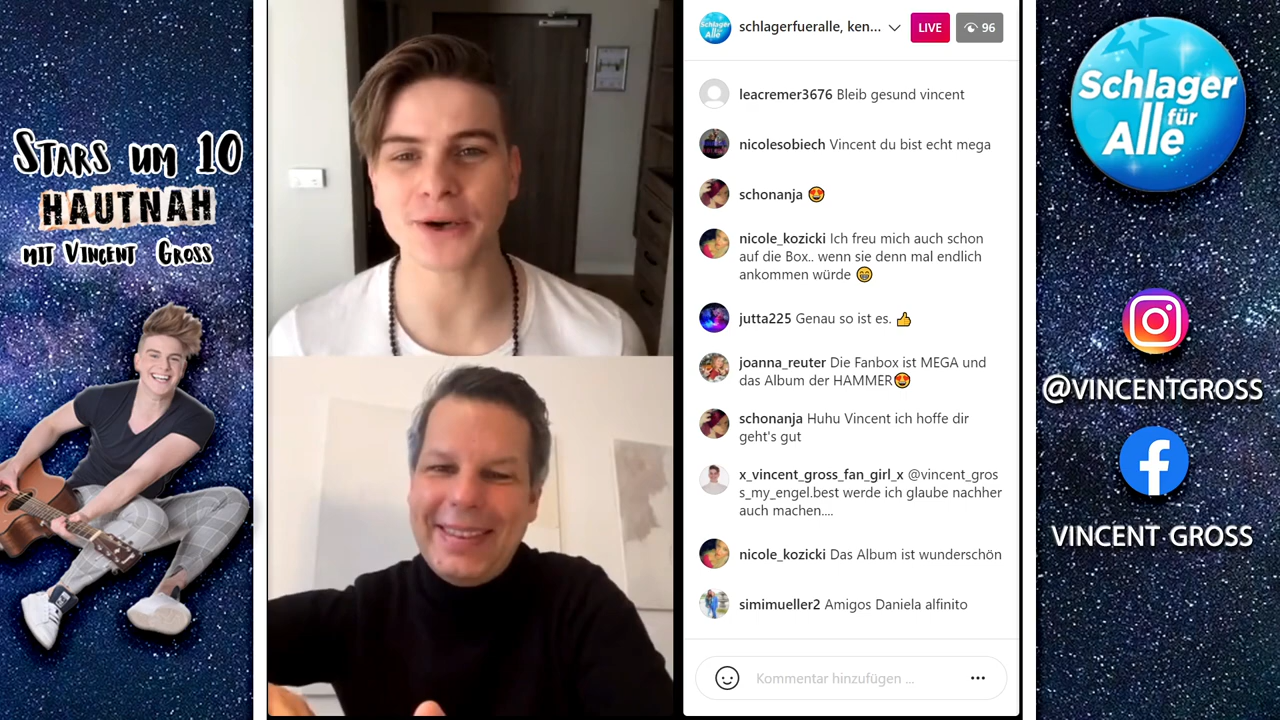 STARS UM 10
HAUTNAH
MIT VINCENT GROSS
schlagerfueralle, ken...
LIVE
96
leacremer3676 Bleib gesund vincent
nicolesobiech Vincent du bist echt mega
schonanja 😍
nicole_kozicki Ich freu mich auch schon
auf die Box.. wenn sie denn mal endlich
ankommen würde 😁
jutta225 Genau so ist es. 👍
joanna_reuter Die Fanbox ist MEGA und
das Album der HAMMER😍
schonanja Huhu Vincent ich hoffe dir
geht's gut
x_vincent_gross_fan_girl_x @vincent_gros
s_my_engel.best werde ich glaube nachher
auch machen....
nicole_kozicki Das Album ist wunderschön
simimueller2 Amigos Daniela alfinito
Kommentar hinzufügen ...
Schlager
für
Alle
@VINCENTGROSS
VINCENT GROSS